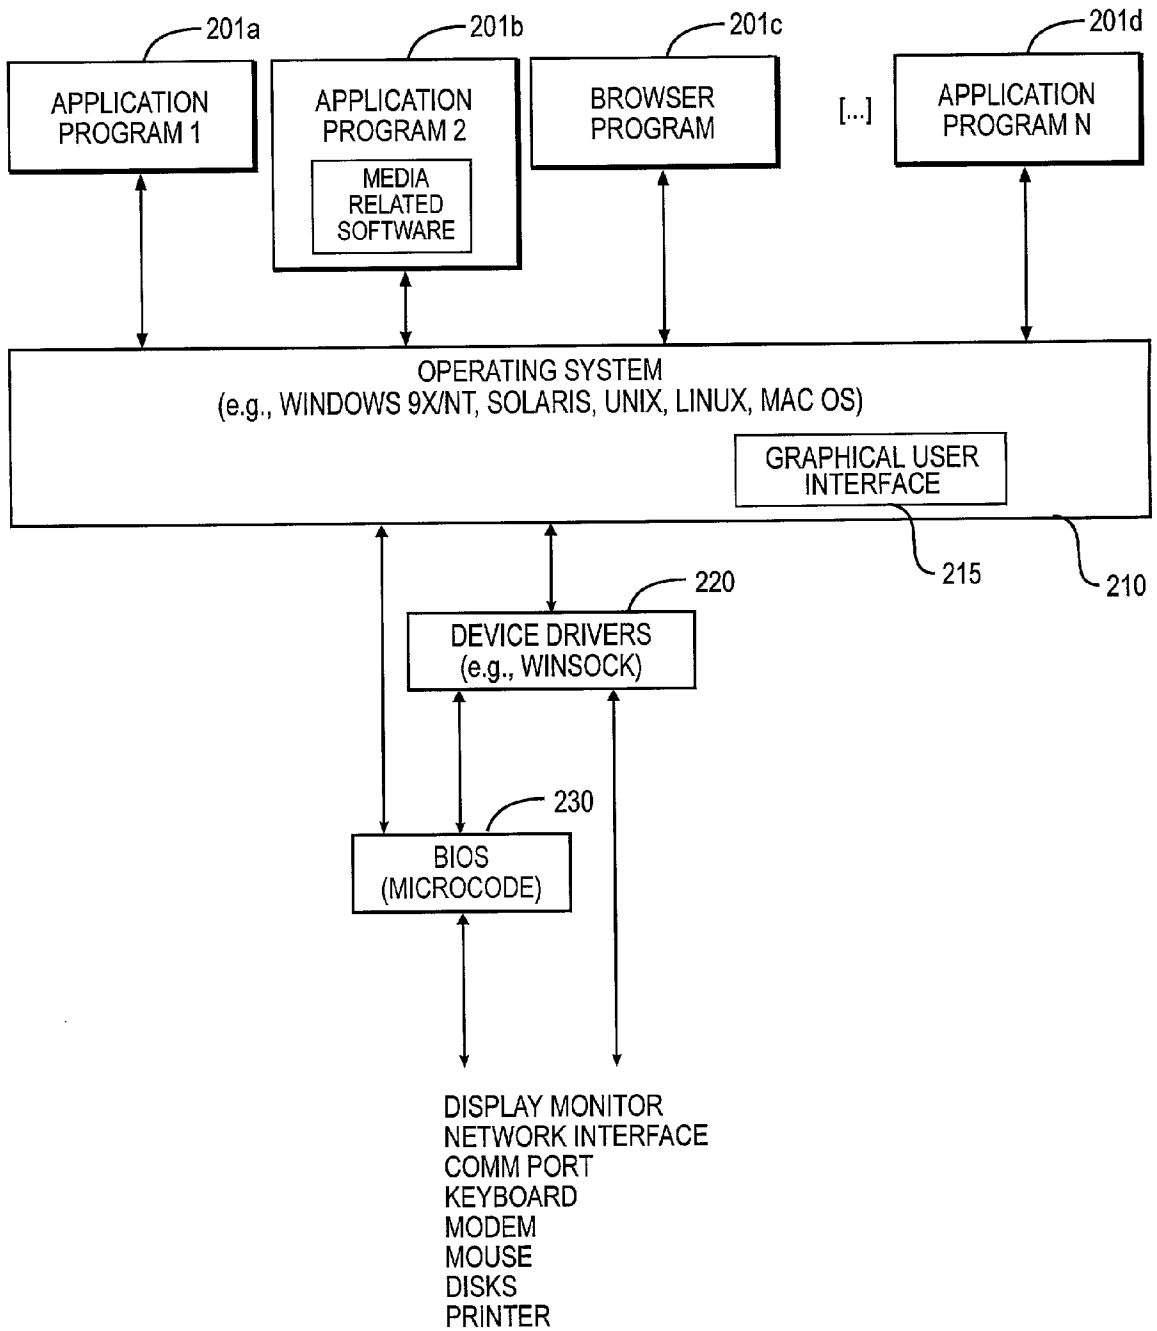 201a
201b
201c
201d
APPLICATION
PROGRAM 1
APPLICATION
PROGRAM 2
MEDIA
RELATED
SOFTWARE
BROWSER
PROGRAM
[...]
APPLICATION
PROGRAM N
OPERATING SYSTEM
(e.g., WINDOWS 9X/NT, SOLARIS, UNIX, LINUX, MAC OS)
GRAPHICAL USER
INTERFACE
215
210
220
DEVICE DRIVERS
(e.g., WINSOCK)
230
BIOS
(MICROCODE)
DISPLAY MONITOR
NETWORK INTERFACE
COMM PORT
KEYBOARD
MODEM
MOUSE
DISKS
PRINTER